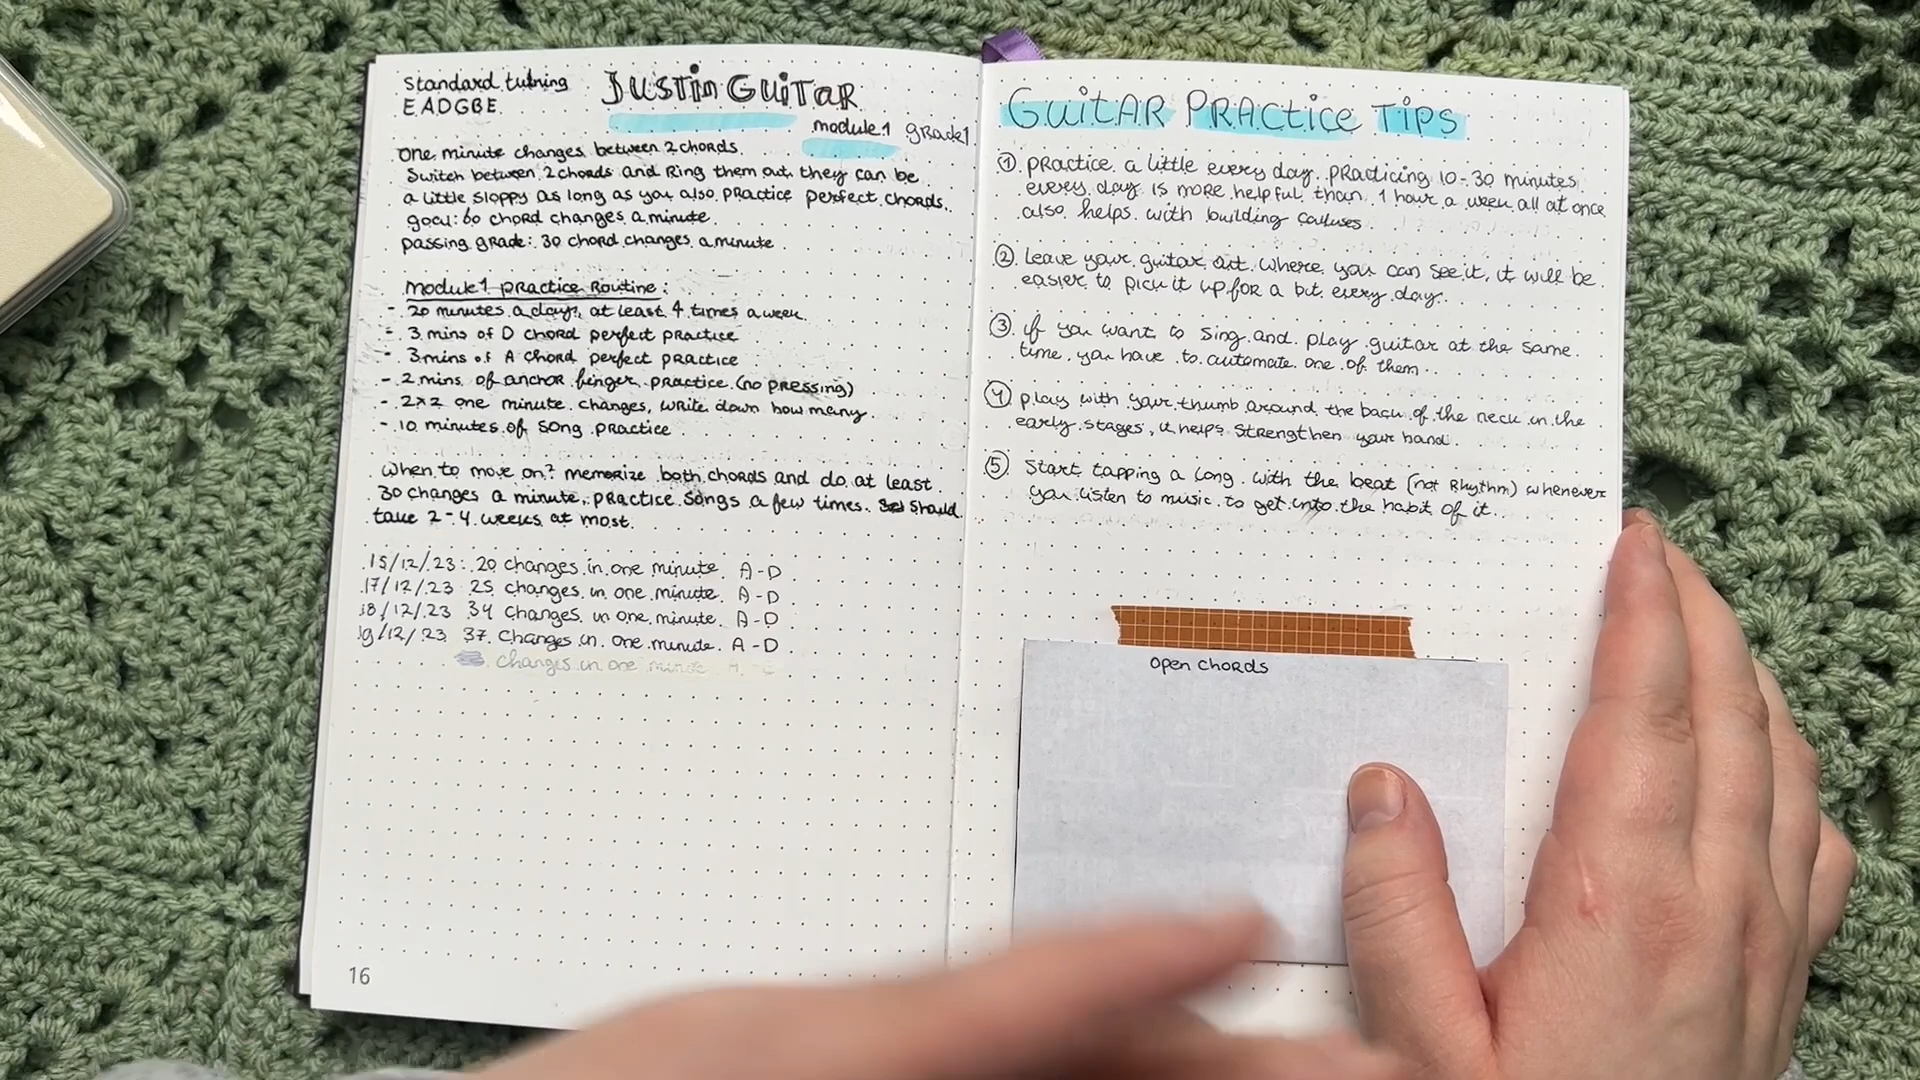 Standard tuning
E A D G B E
JUSTIN GUITAR
module 1 grade 1
one minute changes between 2 chords.
Switch between 2 chords and Ring them out, they can be
a little sloppy as long as you also practice perfect chords.
goal: 60 chord changes a minute
passing grade: 30 chord changes a minute
Module 1 practice Routine:
- 20 minutes a day, at least 4 times a week
- 3 mins of D chord perfect practice
- 3 mins of A chord perfect practice
- 2 mins of anchor finger practice (no pressing)
- 2x2 one minute changes, write down how many
- 10 minutes of song practice
When to move on? memorize both chords and do at least
30 changes a minute, practice songs a few times. Should
take 2-4 weeks at most.
15/12/23: 20 changes in one minute A-D
17/12/23 25 changes in one minute A-D
18/12/23 34 changes in one minute A-D
19/12/23 37 changes in one minute A-D
changes in one minute
16
GUITAR PRACTICE TIPS
① practice a little every day. practicing 10-30 minutes
every day is more helpful than 1 hour a week all at once
also helps with building calluses
② Leave your guitar out where you can see it, it will be
easier to pick it up for a bit every day.
③ if you want to sing and play guitar at the same
time you have to automate one of them
④ play with your thumb around the back of the neck in the
early stages, it helps strengthen your hand.
⑤ Start tapping a long with the beat (not Rhythm) whenever
you listen to music to get into the habit of it.
open chords